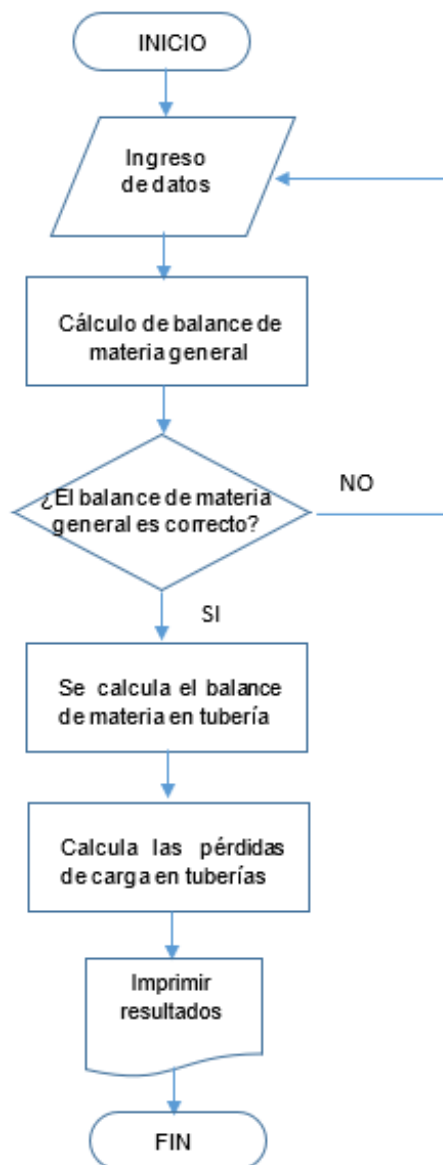 INICIO
Ingreso
de datos
Cálculo de balance de
materia general
¿El balance de materia
general es correcto?
NO
SI
Se calcula el balance
de materia en tubería
Calcula las pérdidas
de carga en tuberías
Imprimir
resultados
FIN